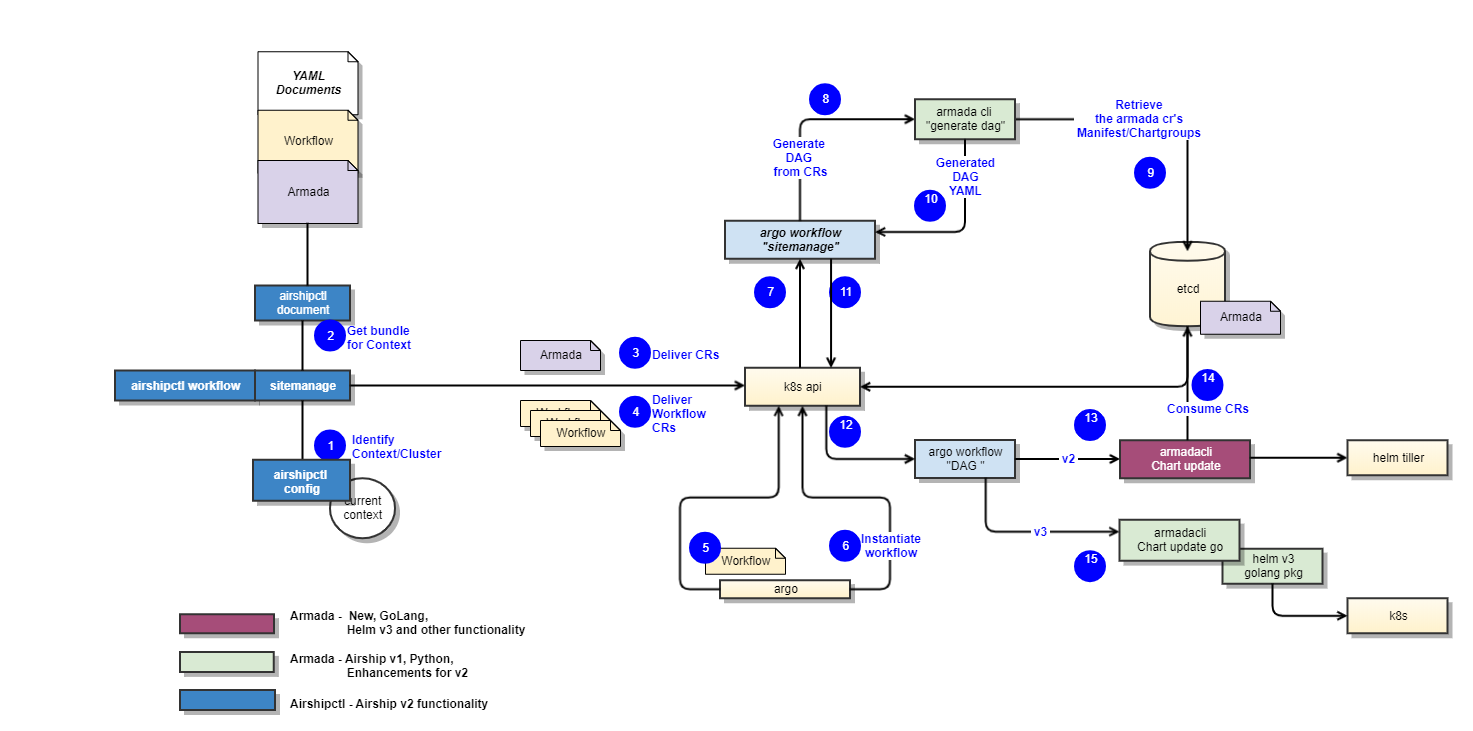 YAML
Documents
Workflow
Armada
airshipctl
document
2
Get bundle
for Context
airshipctl workflow
sitemanage
1
Identify
Context/Cluster
airshipctl
config
current
context
Armada
3
Deliver CRs
Workflow
Workflow
Workflow
4
Deliver
Workflow
CRs
8
Generate
DAG
from CRs
armada cli
"generate dag"
Generated
DAG
YAML
10
Retrieve
the armada cr's
Manifest/Chartgroups
9
argo workflow
"sitemanage"
7
11
etcd
Armada
k8s api
12
14
Consume CRs
13
argo workflow
"DAG "
v2
armadacli
Chart update
helm tiller
v3
15
armadacli
Chart update go
helm v3
golang pkg
k8s
5
Workflow
6
Instantiate
workflow
argo
Armada - New, GoLang,
Helm v3 and other functionality
Armada - Airship v1, Python,
Enhancements for v2
Airshipctl - Airship v2 functionality